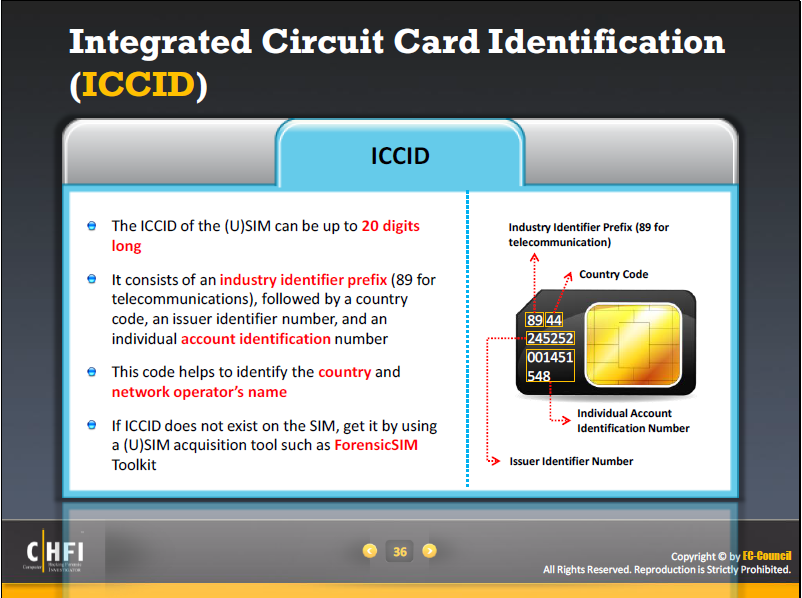 Integrated Circuit Card Identification
(ICCID)
ICCID
The ICCID of the (U)SIM can be up to 20 digits
long
It consists of an industry identifier prefix (89 for
telecommunications), followed by a country
code, an issuer identifier number, and an
individual account identification number
This code helps to identify the country and
network operator's name
If ICCID does not exist on the SIM, get it by using
a (U)SIM acquisition tool such as ForensicSIM
Toolkit
Industry Identifier Prefix (89 for
telecommunication)
Country Code
89 44
245252
001451
548
Individual Account
Identification Number
Issuer Identifier Number
CHFI
Computer
Hacking Forensic
INVESTIGATOR
36
Copyright © by EC-Council
All Rights Reserved. Reproduction is Strictly Prohibited.